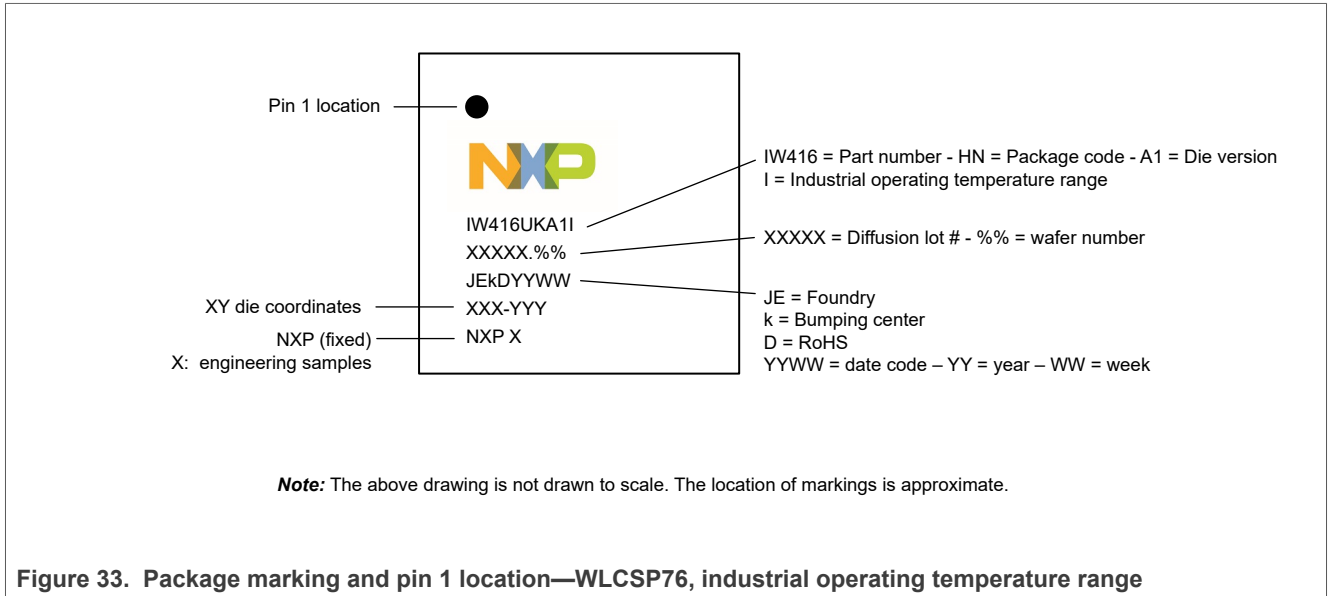 Pin 1 location
NXP
IW416UKA1I
XXXXX.%%
JEkDYYWW
XXX-YYY
NXP X
XY die coordinates
NXP (fixed)
X: engineering samples
IW416 = Part number - HN = Package code - A1 = Die version
I = Industrial operating temperature range
XXXXX = Diffusion lot # - %% = wafer number
JE = Foundry
k = Bumping center
D = RoHS
YYWW = date code – YY = year – WW = week
Note: The above drawing is not drawn to scale. The location of markings is approximate.
Figure 33. Package marking and pin 1 location—WLCSP76, industrial operating temperature range